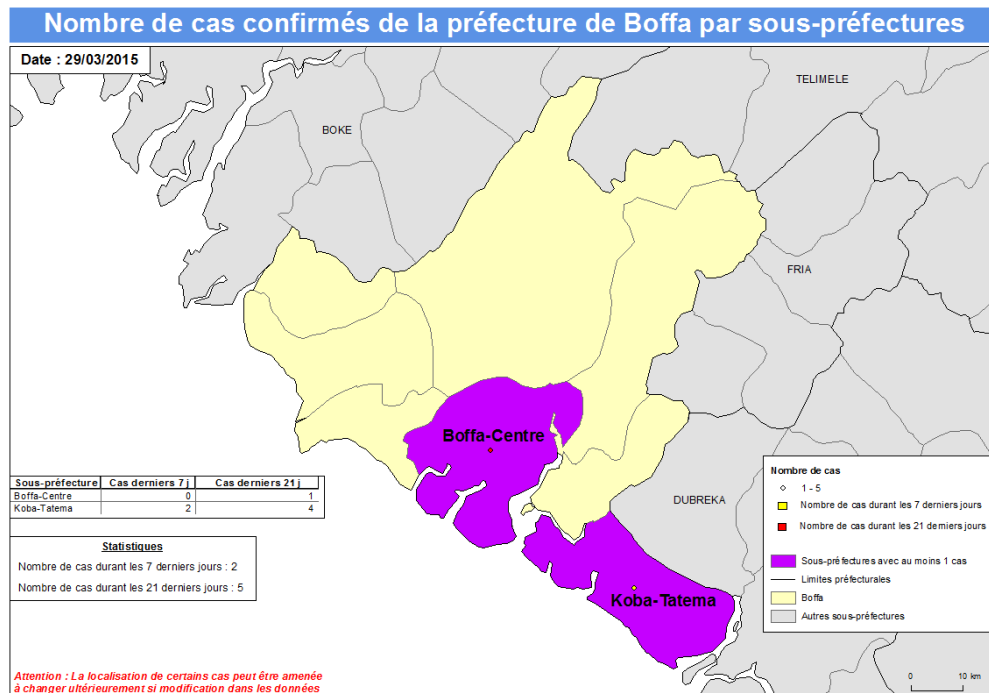 Nombre de cas confirmés de la préfecture de Boffa par sous-préfectures
Date : 29/03/2015
TELIMELE
BOKE
FRIA
Boffa-Centre
DUBREKA
Koba-Tatema
Sous-préfecture Cas derniers 7 j Cas derniers 21 j
Boffa-Centre 0 1
Koba-Tatema 2 4
Statistiques
Nombre de cas durant les 7 derniers jours : 2
Nombre de cas durant les 21 derniers jours : 5
Nombre de cas
1 - 5
Nombre de cas durant les 7 derniers jours
Nombre de cas durant les 21 derniers jours
Sous-préfectures avec au moins 1 cas
Limites préfecturales
Boffa
Autres sous-préfectures
Attention : La localisation de certains cas peut être amenée
à changer ultérieurement si modification dans les données
0 10 km